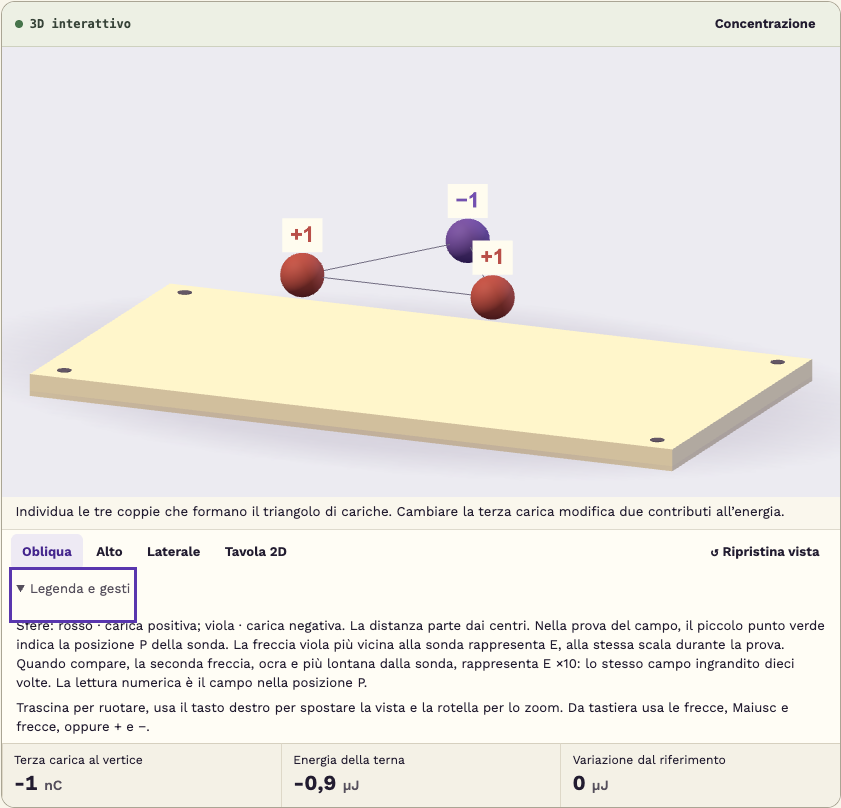 3D interattivo
Concentrazione
−1
+1
+1
Individua le tre coppie che formano il triangolo di cariche. Cambiare la terza carica modifica due contributi all’energia.
Obliqua Alto Laterale Tavola 2D ↺ Ripristina vista
▼ Legenda e gesti
Sfere: rosso · carica positiva; viola · carica negativa. La distanza parte dai centri. Nella prova del campo, il piccolo punto verde
indica la posizione P della sonda. La freccia viola più vicina alla sonda rappresenta E, alla stessa scala durante la prova.
Quando compare, la seconda freccia, ocra e più lontana dalla sonda, rappresenta E ×10: lo stesso campo ingrandito dieci
volte. La lettura numerica è il campo nella posizione P.
Trascina per ruotare, usa il tasto destro per spostare la vista e la rotella per lo zoom. Da tastiera usa le frecce, Maiusc e
frecce, oppure + e −.
Terza carica al vertice
-1 nC
Energia della terna
-0,9 μJ
Variazione dal riferimento
0 μJ